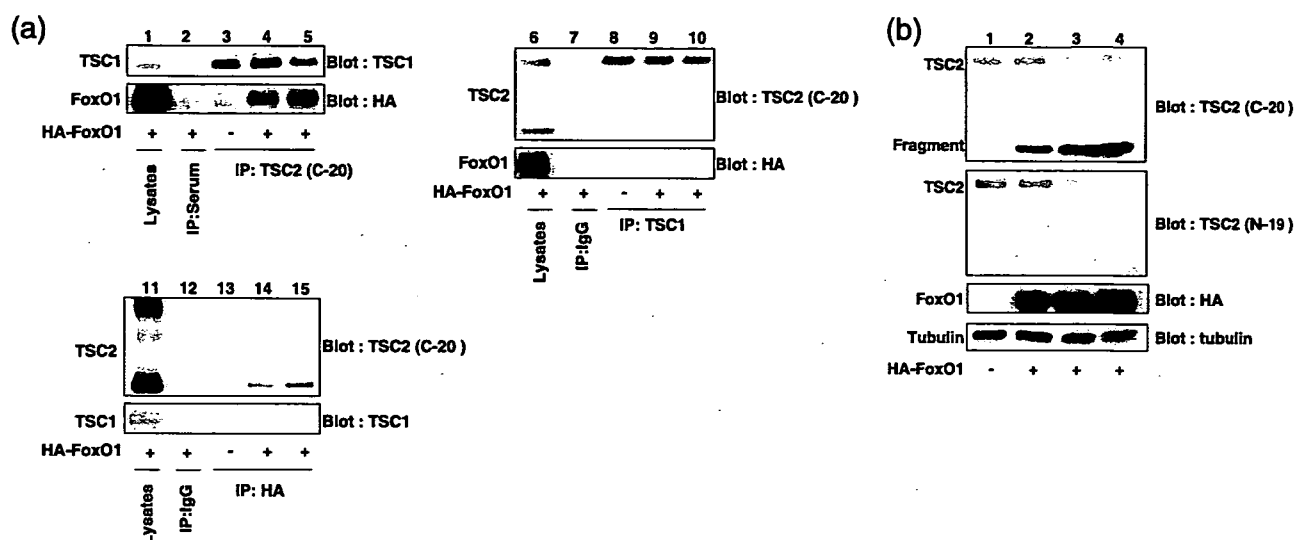 (a)
1 2 3 4 5
TSC1 Blot : TSC1
FoxO1 Blot : HA
HA-FoxO1 + + - + +
Lysates
IP:Serum
IP: TSC2 (C-20)
6 7 8 9 10
TSC2 Blot : TSC2 (C-20 )
FoxO1 Blot : HA
HA-FoxO1 + + - + +
Lysates
IP:IgG
IP: TSC1
11 12 13 14 15
TSC2 Blot : TSC2 (C-20 )
TSC1 Blot : TSC1
HA-FoxO1 + + - + +
-ysates
IP:IgG
IP: HA
(b)
1 2 3 4
TSC2
Blot : TSC2 (C-20)
Fragment
TSC2
Blot : TSC2 (N-19)
FoxO1 Blot : HA
Tubulin Blot : tubulin
HA-FoxO1 - + + +